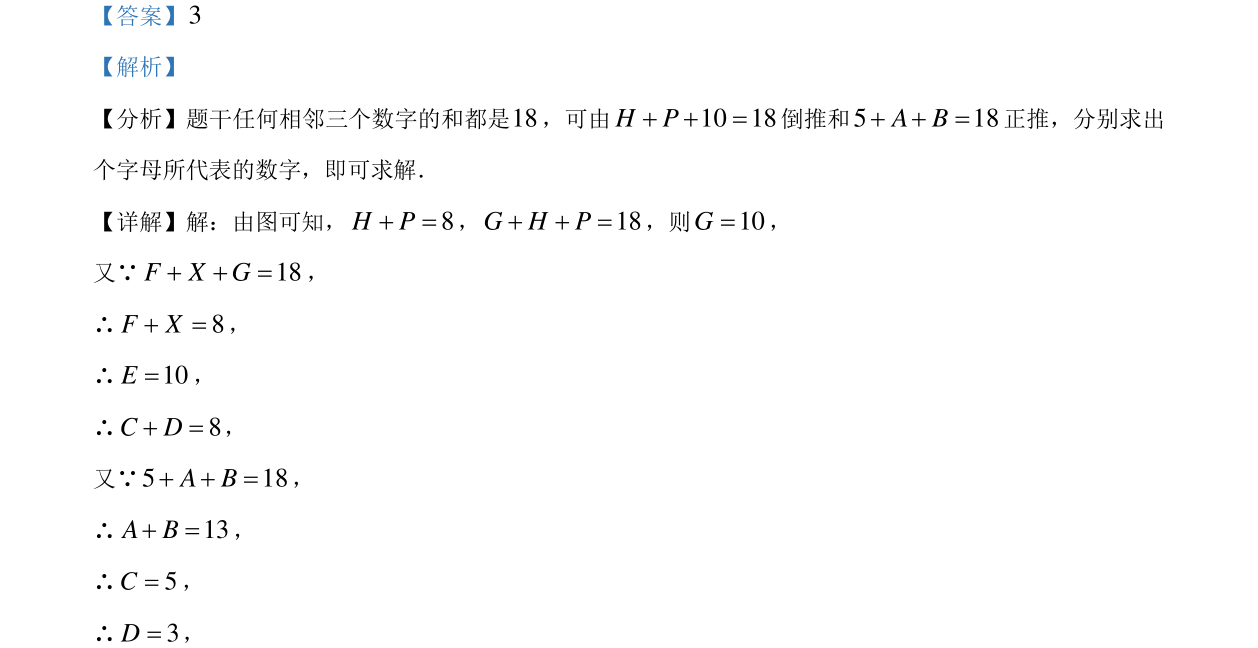 【答案】3
【解析】
【分析】题干任何相邻三个数字的和都是18，可由H+P+10=18倒推和5+A+B=18正推，分别求出
个字母所代表的数字，即可求解．
【详解】解：由图可知，H+P=8，G+H+P=18，则G=10，
又∵F+X+G=18，
∴F+X=8，
∴E=10，
∴C+D=8，
又∵5+A+B=18，
∴A+B=13，
∴C=5，
∴D=3，